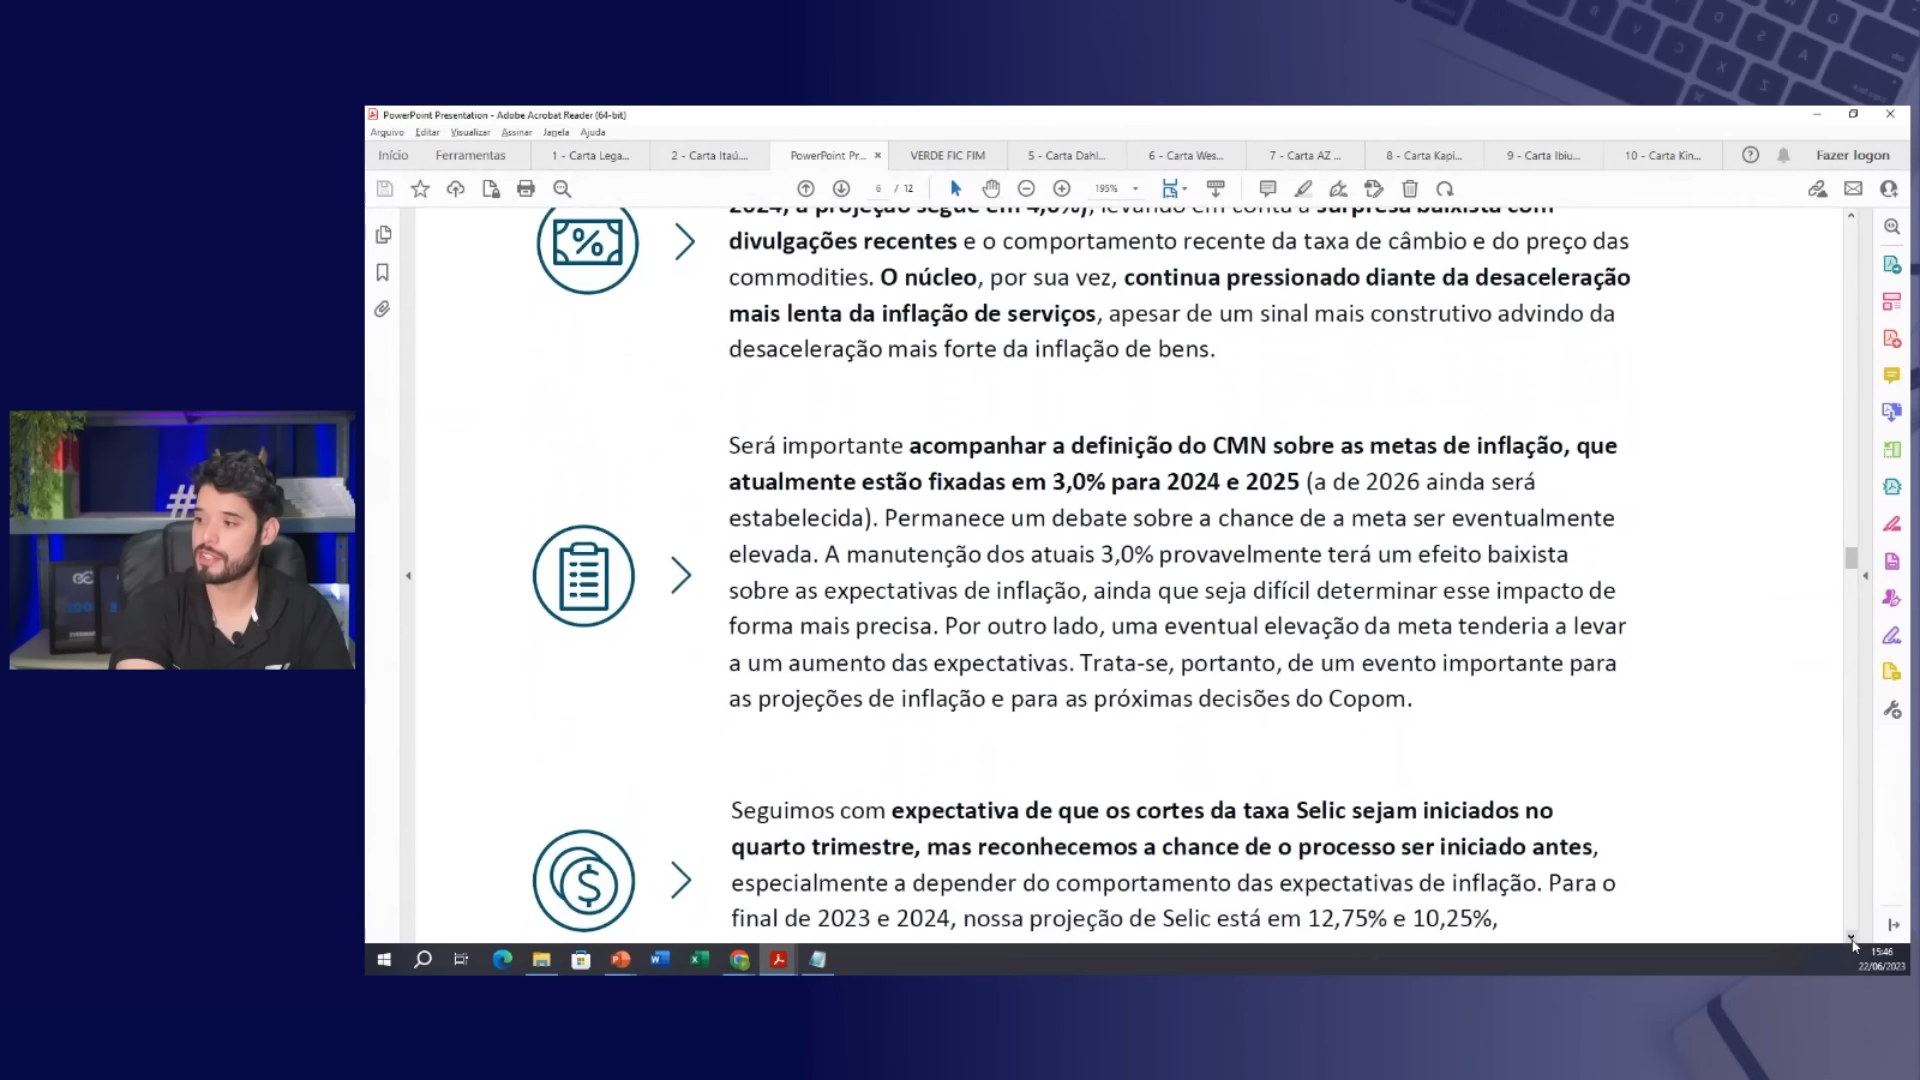 PowerPoint Presentation - Adobe Acrobat Reader (64-bit)
Arquivo Editar Visualizar Assinar Janela Ajuda
Início Ferramentas 1 - Carta Lega... 2 - Carta Itaú.... PowerPoint Pr... VERDE FIC FIM 5 - Carta Dahl... 6 - Carta Wes... 7 - Carta AZ ... 8 - Carta Kapi... 9 - Carta Ibiu... 10 - Carta Kin... Fazer logon
6 / 12 195%
2024, a projeção segue em 4,0%), levando em conta a surpresa baixista com
divulgações recentes e o comportamento recente da taxa de câmbio e do preço das
commodities. O núcleo, por sua vez, continua pressionado diante da desaceleração
mais lenta da inflação de serviços, apesar de um sinal mais construtivo advindo da
desaceleração mais forte da inflação de bens.
Será importante acompanhar a definição do CMN sobre as metas de inflação, que
atualmente estão fixadas em 3,0% para 2024 e 2025 (a de 2026 ainda será
estabelecida). Permanece um debate sobre a chance de a meta ser eventualmente
elevada. A manutenção dos atuais 3,0% provavelmente terá um efeito baixista
sobre as expectativas de inflação, ainda que seja difícil determinar esse impacto de
forma mais precisa. Por outro lado, uma eventual elevação da meta tenderia a levar
a um aumento das expectativas. Trata-se, portanto, de um evento importante para
as projeções de inflação e para as próximas decisões do Copom.
Seguimos com expectativa de que os cortes da taxa Selic sejam iniciados no
quarto trimestre, mas reconhecemos a chance de o processo ser iniciado antes,
especialmente a depender do comportamento das expectativas de inflação. Para o
final de 2023 e 2024, nossa projeção de Selic está em 12,75% e 10,25%,
15:46
22/06/2023
#